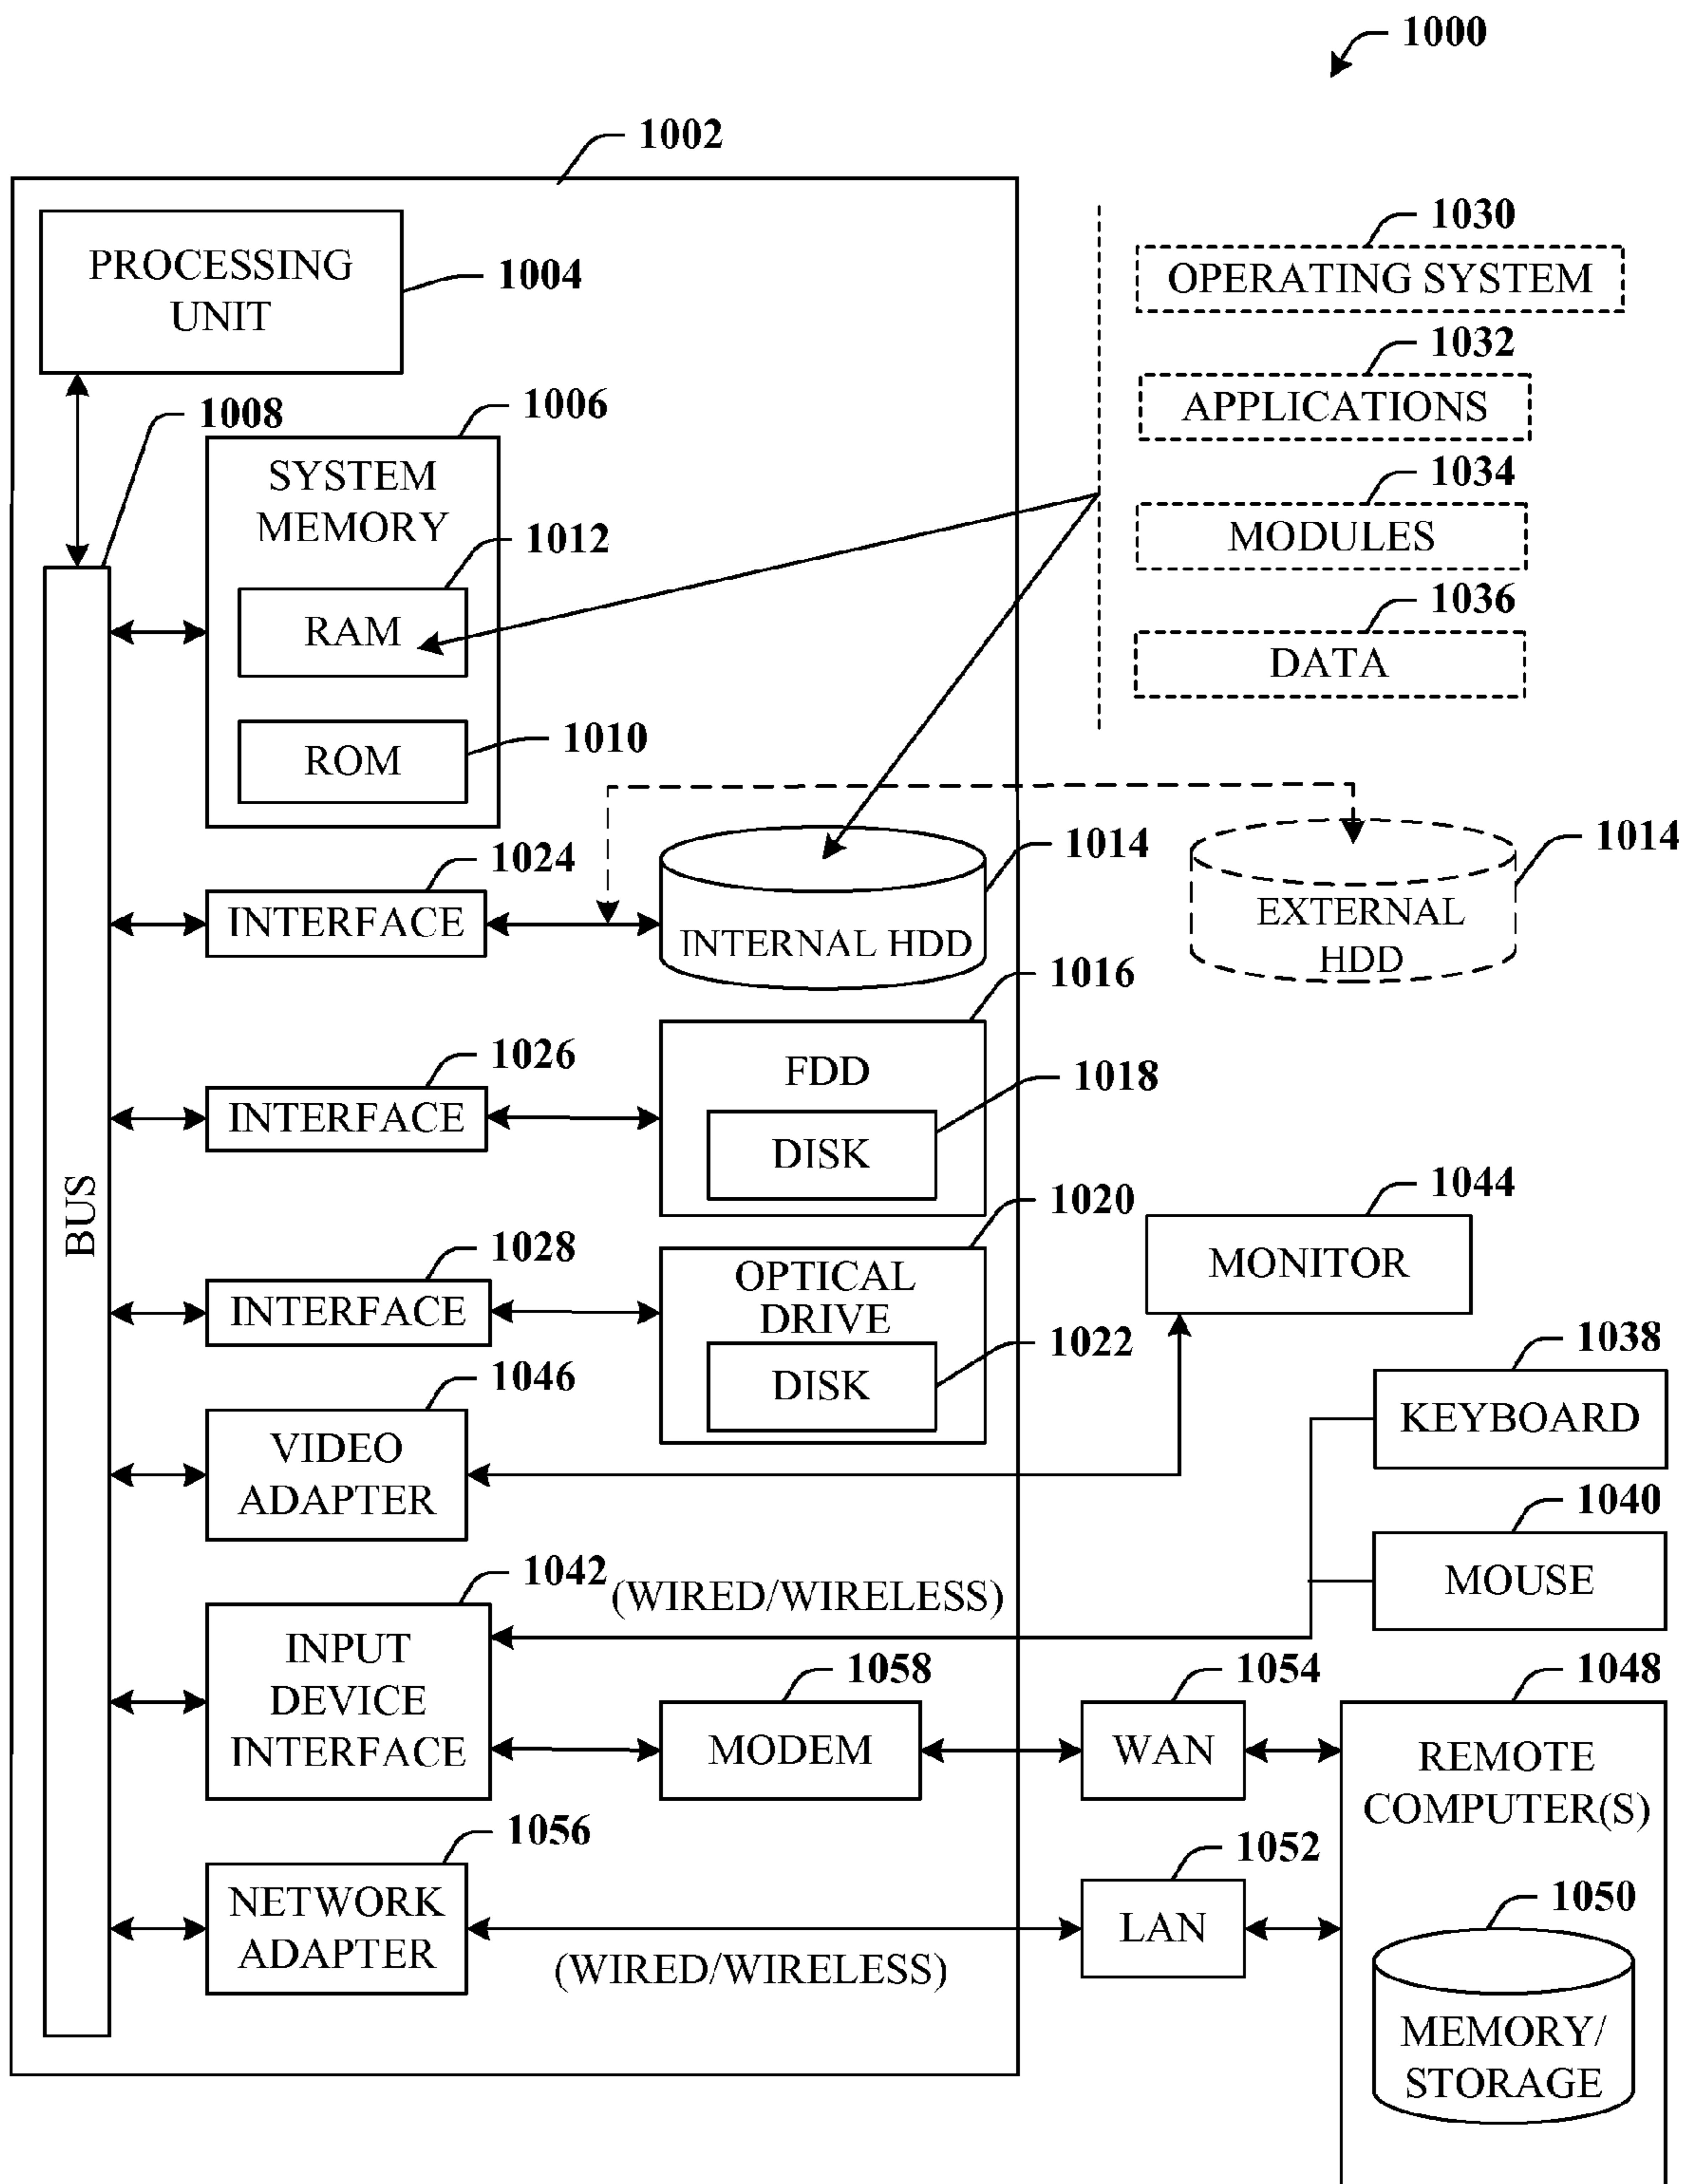 1000
1002
PROCESSING
UNIT
1004
1008
1006
SYSTEM
MEMORY
1012
RAM
ROM
1010
1030
OPERATING SYSTEM
1032
APPLICATIONS
1034
MODULES
1036
DATA
BUS
1024
INTERFACE
1014
INTERNAL HDD
1014
EXTERNAL
HDD
1026
INTERFACE
1016
FDD
1018
DISK
1028
INTERFACE
1020
OPTICAL
DRIVE
1022
DISK
1044
MONITOR
1046
VIDEO
ADAPTER
1038
KEYBOARD
1040
MOUSE
1042
(WIRED/WIRELESS)
INPUT
DEVICE
INTERFACE
1058
MODEM
1054
WAN
1048
REMOTE
COMPUTER(S)
1056
NETWORK
ADAPTER
(WIRED/WIRELESS)
1052
LAN
1050
MEMORY/
STORAGE